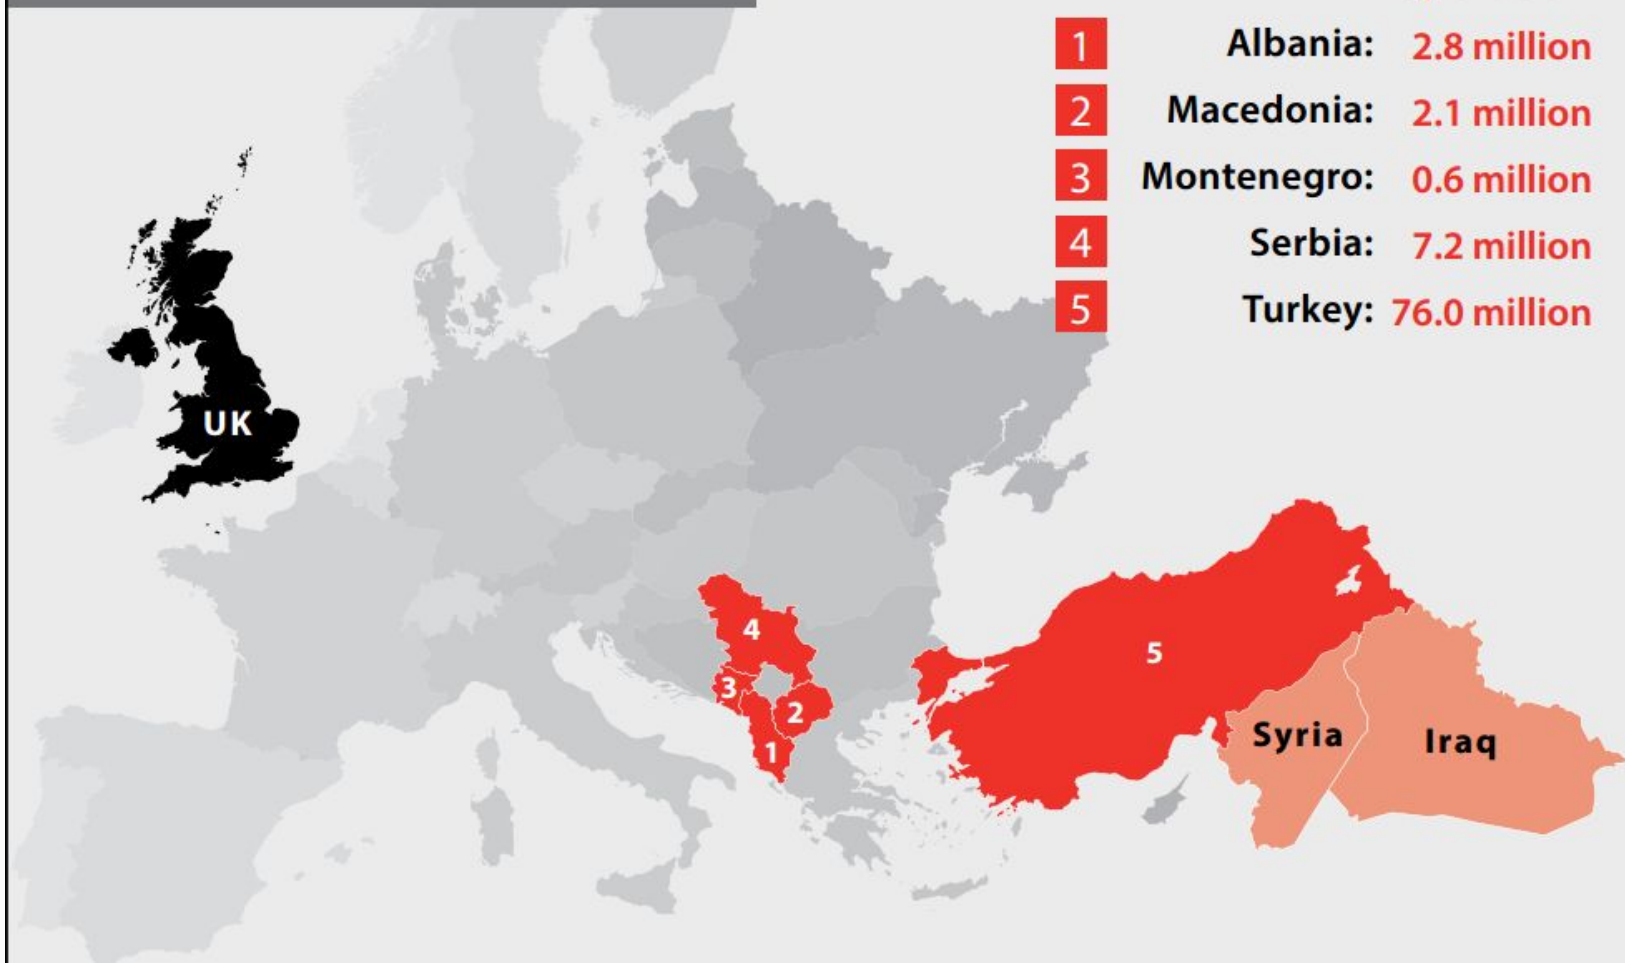 1 Albania: 2.8 million
2 Macedonia: 2.1 million
3 Montenegro: 0.6 million
4 Serbia: 7.2 million
5 Turkey: 76.0 million
UK
4
5
3
2
1
Syria
Iraq